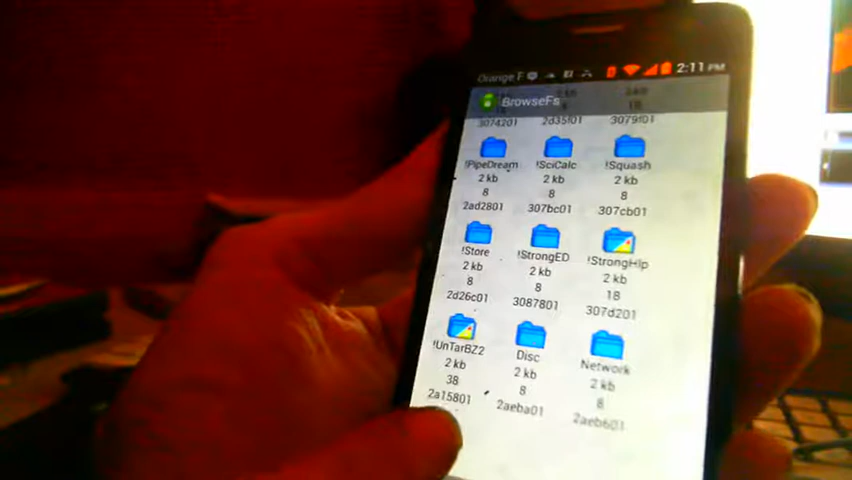 Orange F 2:11 PM
BrowseFs
3074201 2d35f01 3079f01
!PipeDream !SciCalc !Squash
2 kb 2 kb 2 kb
8 8 8
2ad2801 307bc01 307cb01
!Store !StrongED !StrongHlp
2 kb 2 kb 2 kb
8 8 18
2d26c01 3087801 307d201
!UnTarBZ2 Disc Network
2 kb 2 kb 2 kb
38 8 8
2a15801 2aeba01 2aeb601